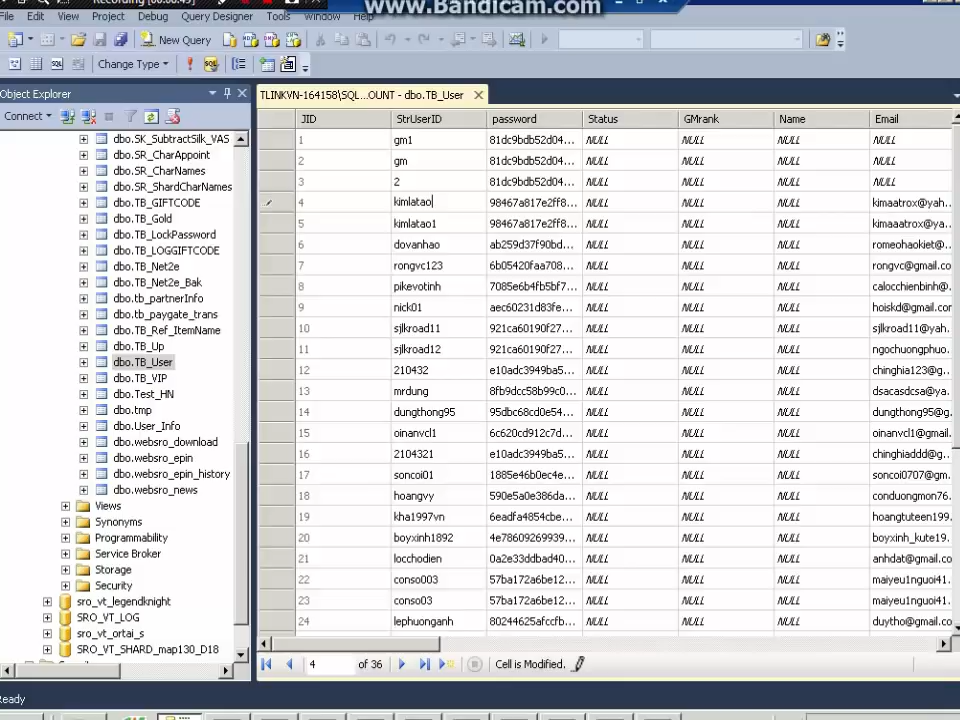 Recording [00:00:45]
www.Bandicam.com
File Edit View Project Debug Query Designer Tools Window Help
New Query
Change Type
Object Explorer
Connect
dbo.SK_SubtractSilk_VAS
dbo.SR_CharAppoint
dbo.SR_CharNames
dbo.SR_ShardCharNames
dbo.TB_GIFTCODE
dbo.TB_Gold
dbo.TB_LockPassword
dbo.TB_LOGGIFTCODE
dbo.TB_Net2e
dbo.TB_Net2e_Bak
dbo.tb_partnerInfo
dbo.tb_paygate_trans
dbo.TB_Ref_ItemName
dbo.TB_Up
dbo.TB_User
dbo.TB_VIP
dbo.Test_HN
dbo.tmp
dbo.User_Info
dbo.websro_download
dbo.websro_epin
dbo.websro_epin_history
dbo.websro_news
Views
Synonyms
Programmability
Service Broker
Storage
Security
sro_vt_legendknight
SRO_VT_LOG
sro_vt_ortai_s
SRO_VT_SHARD_map130_D18
TLINKVN-164158\SQL...OUNT - dbo.TB_User
JID StrUserID password Status GMrank Name Email
1 gm1 81dc9bdb52d04... NULL NULL NULL NULL
2 gm 81dc9bdb52d04... NULL NULL NULL NULL
3 2 81dc9bdb52d04... NULL NULL NULL NULL
4 kimlatao 98467a817e2ff8... NULL NULL NULL kimaatrox@yah...
5 kimlatao1 98467a817e2ff8... NULL NULL NULL kimaaatrox@ya...
6 dovanhao ab259d37f90bd... NULL NULL NULL romeohaokiet@...
7 rongvc123 6b05420faa708... NULL NULL NULL rongvc@gmail.co
8 pikevotinh 7085e6b4fb5bf7... NULL NULL NULL calocchienbinh@...
9 nick01 aec60231d83fe... NULL NULL NULL hoiskd@gmail.cor
10 sjlkroad11 921ca60190f27... NULL NULL NULL sjlkroad11@yah...
11 sjlkroad12 921ca60190f27... NULL NULL NULL ngochuongphuo...
12 210432 e10adc3949ba5... NULL NULL NULL chinghia123@g...
13 mrdung 8fb9dcc58b99c0... NULL NULL NULL dsacasdcsa@ya...
14 dungthong95 95dbc68cd0e54... NULL NULL NULL dungthong95@g...
15 oinanvcl1 6c620cd912c7d... NULL NULL NULL oinanvcl1@gmail...
16 2104321 e10adc3949ba5... NULL NULL NULL chinghiaddd@g...
17 soncoi01 1885e46b0ec4e... NULL NULL NULL soncoi0707@gm...
18 hoangvy 590e5a0e386da... NULL NULL NULL conduongmon76...
19 kha1997vn 6eadfa4854cbe... NULL NULL NULL hoangtuteen199...
20 boyxinh1892 4e78609269939... NULL NULL NULL boyxinh_kute19...
21 locchodien 0a2e33ddbad40... NULL NULL NULL anhdat@gmail.co
22 conso003 57ba172a6be12... NULL NULL NULL maiyeu1nguoi41...
23 conso03 57ba172a6be12... NULL NULL NULL maiyeu1nguoi41...
24 lephuonganh 80244625afccfb... NULL NULL NULL duytho@gmail.co
4 of 36 Cell is Modified.
Ready